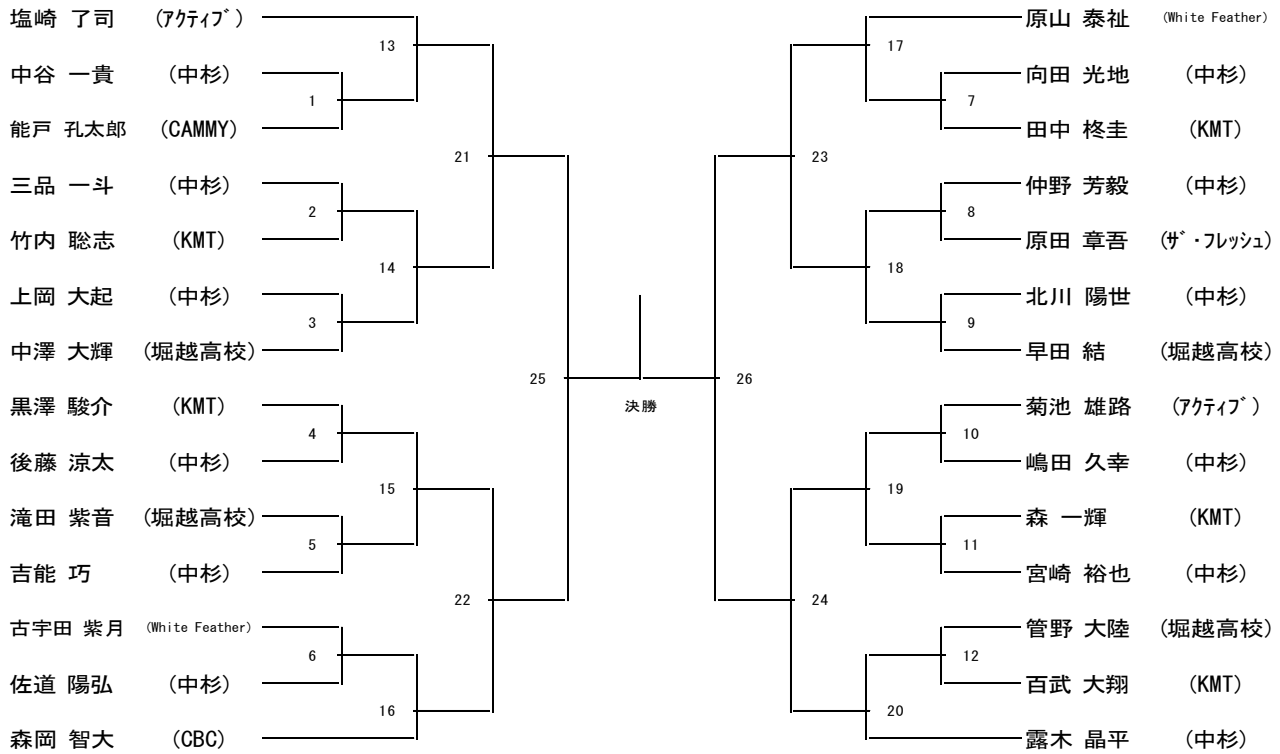 塩崎 了司 (アクティブ)
13
中谷 一貴 (中杉)
1
能戸 孔太郎 (CAMMY)
21
三品 一斗 (中杉)
2
竹内 聡志 (KMT)
14
上岡 大起 (中杉)
3
中澤 大輝 (堀越高校)
25
黒澤 駿介 (KMT)
4
後藤 涼太 (中杉)
15
滝田 紫音 (堀越高校)
5
吉能 巧 (中杉)
22
古宇田 紫月 (White Feather)
6
佐道 陽弘 (中杉)
16
森岡 智大 (CBC)
決勝
原山 泰祉 (White Feather)
17
向田 光地 (中杉)
7
田中 柊圭 (KMT)
23
仲野 芳毅 (中杉)
8
原田 章吾 (ザ・フレッシュ)
18
北川 陽世 (中杉)
9
早田 結 (堀越高校)
26
菊池 雄路 (アクティブ)
10
嶋田 久幸 (中杉)
19
森 一輝 (KMT)
11
宮崎 裕也 (中杉)
24
管野 大陸 (堀越高校)
12
百武 大翔 (KMT)
20
露木 晶平 (中杉)